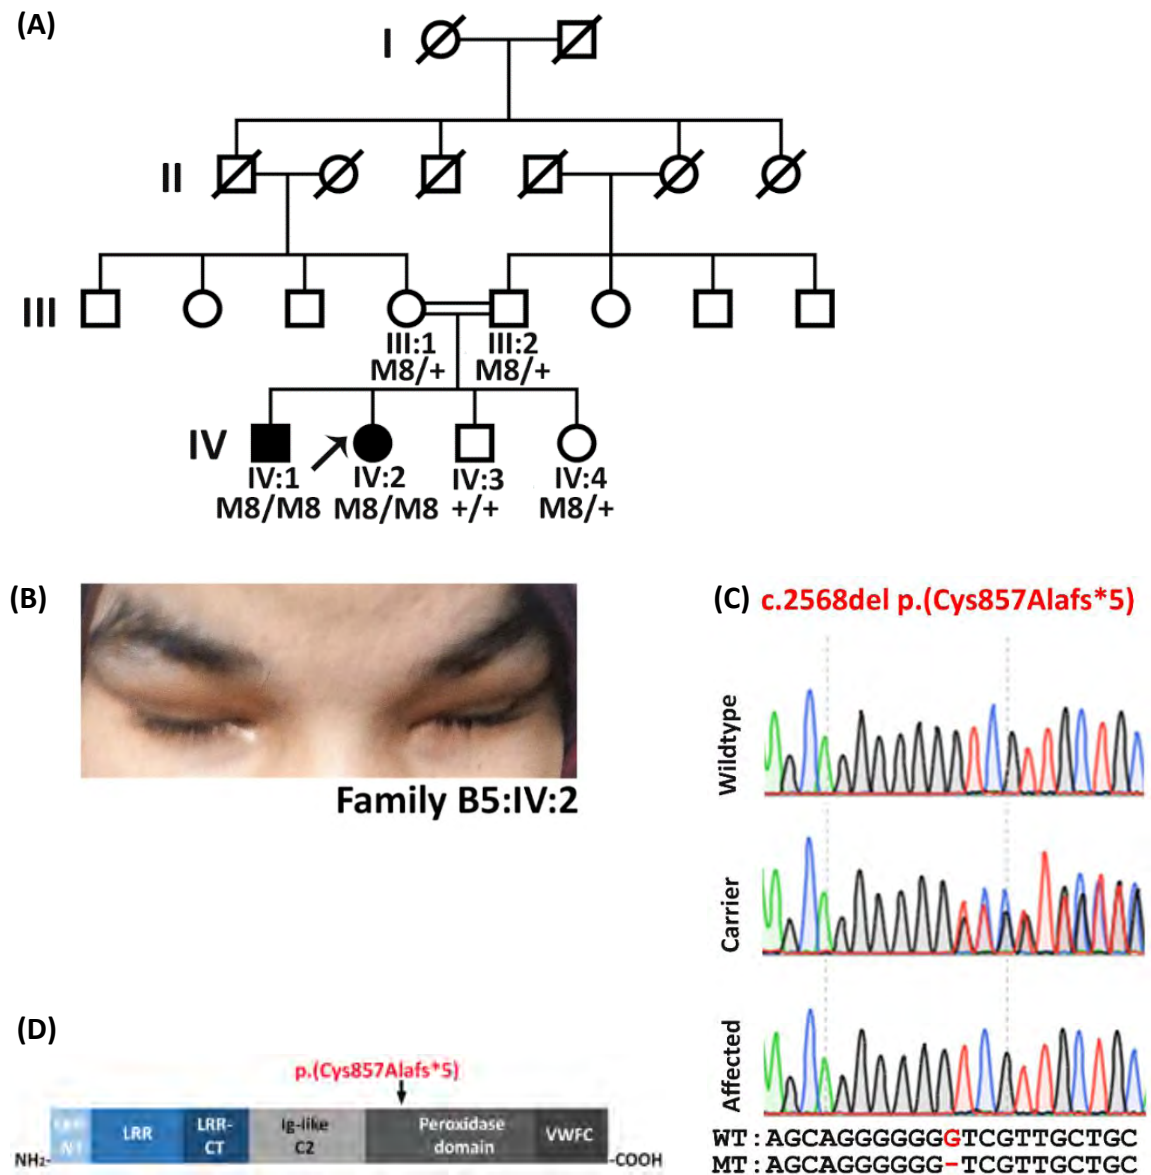 (A)
I
II
III
III:1
M8/+
III:2
M8/+
IV
IV:1
M8/M8
IV:2
M8/M8
IV:3
+/+
IV:4
M8/+
(B)
Family B5:IV:2
(C) c.2568del p.(Cys857Alafs*5)
Wildtype
Carrier
Affected
WT:AGCAGGGGGGGTCGTTGCTGC
MT:AGCAGGGGGG-TCGTTGCTGC
(D)
p.(Cys857Alafs*5)
LRR
LRR-
CT
Ig-like
C2
Peroxidase
domain
VWFC
NH2-
-COOH